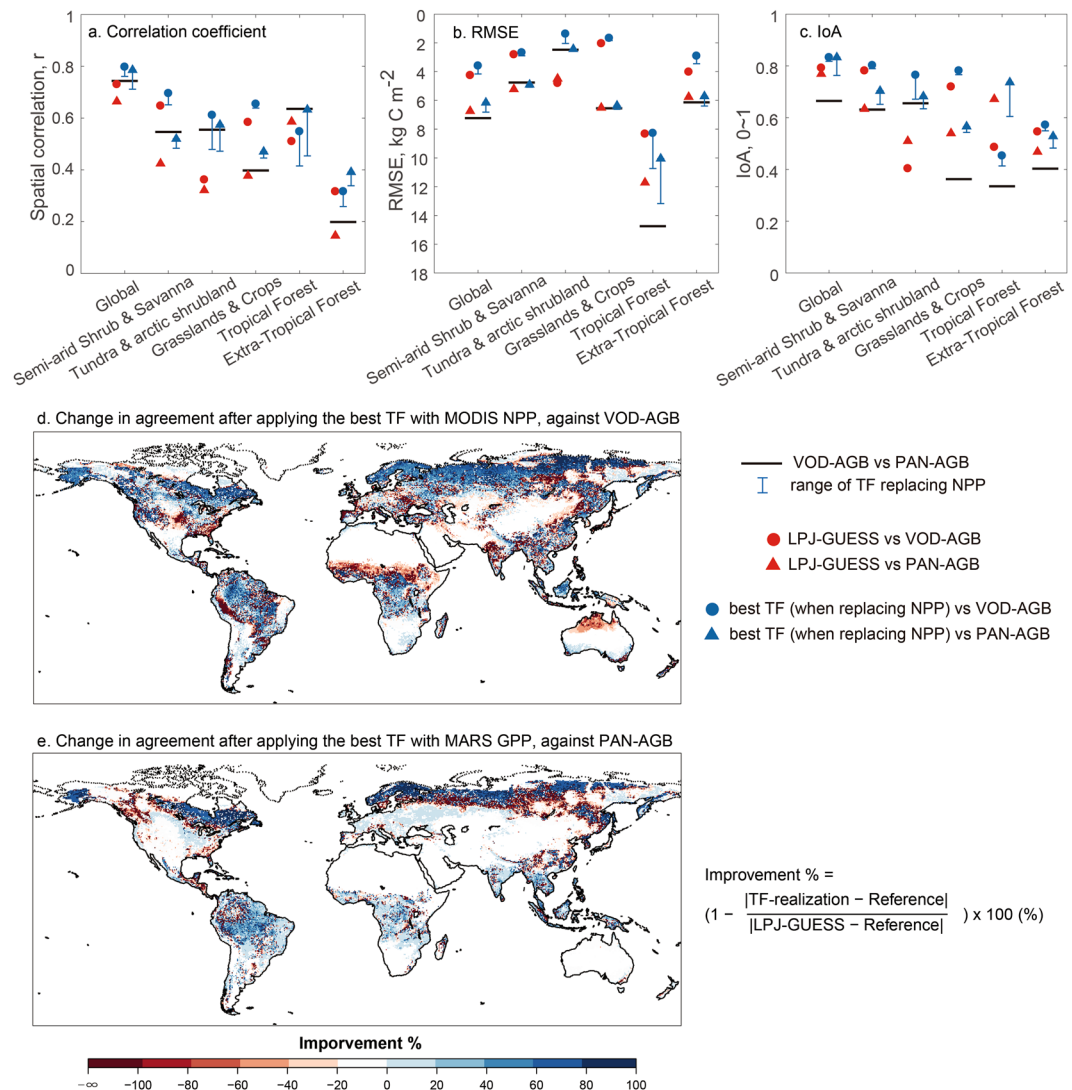 a. Correlation coefficient
Spatial correlation, r
1
0.8
0.6
0.4
0.2
0
Global
Semi-arid Shrub & Savanna
Tundra & arctic shrubland
Grasslands & Crops
Tropical Forest
Extra-Tropical Forest
b. RMSE
RMSE, kg C m-2
0
2
4
6
8
10
12
14
16
18
Global
Semi-arid Shrub & Savanna
Tundra & arctic shrubland
Grasslands & Crops
Tropical Forest
Extra-Tropical Forest
c. IoA
IoA, 0~1
1
0.8
0.6
0.4
0.2
0
Global
Semi-arid Shrub & Savanna
Tundra & arctic shrubland
Grasslands & Crops
Tropical Forest
Extra-Tropical Forest
d. Change in agreement after applying the best TF with MODIS NPP, against VOD-AGB
VOD-AGB vs PAN-AGB
range of TF replacing NPP
LPJ-GUESS vs VOD-AGB
LPJ-GUESS vs PAN-AGB
best TF (when replacing NPP) vs VOD-AGB
best TF (when replacing NPP) vs PAN-AGB
e. Change in agreement after applying the best TF with MARS GPP, against PAN-AGB
Improvement % =
(1 − |TF-realization − Reference| / |LPJ-GUESS − Reference| ) x 100 (%)
Imporvement %
−∞ −100 −80 −60 −40 −20 0 20 40 60 80 100